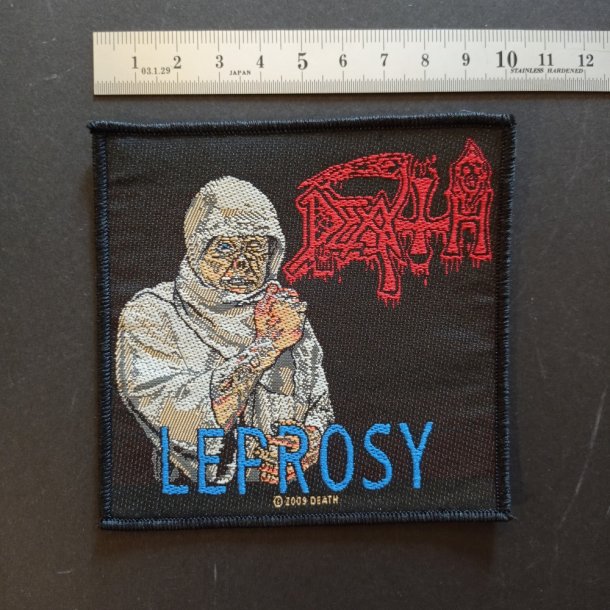 1 2 3 4 5 6 7 8 9 10 11 12
03.1.29 JAPAN STAINLESS HARDENED
DEATH
LEPROSY
© 2009 DEATH